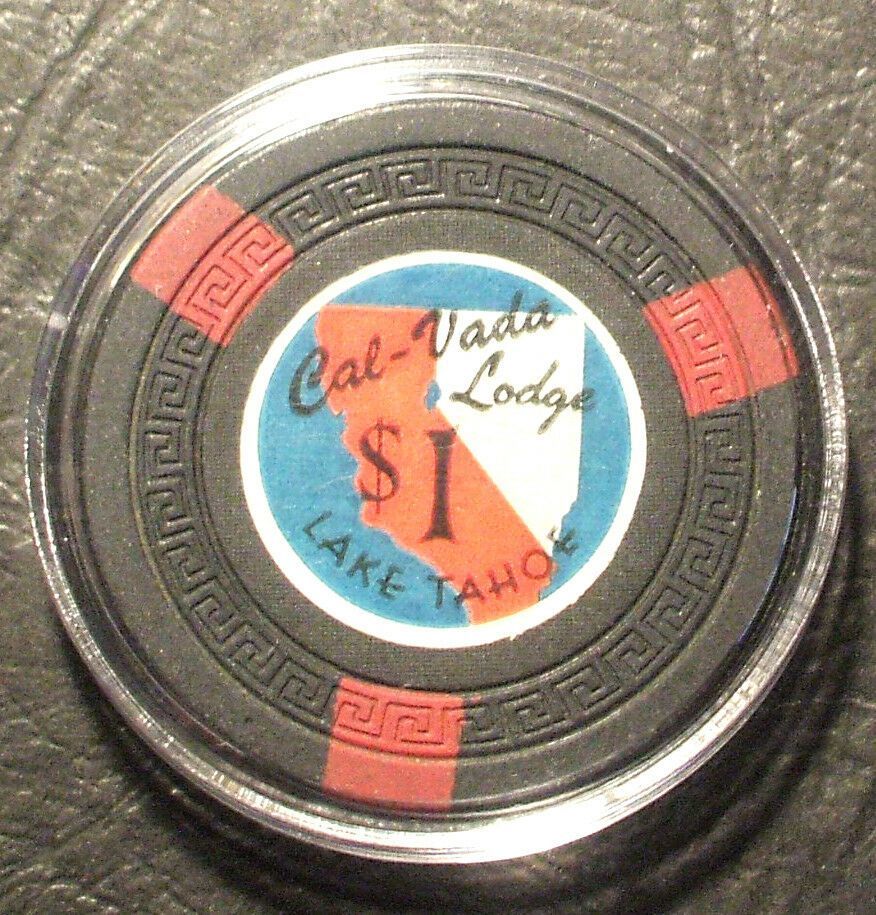 Cal-Vada
Lodge
$1
LAKE TAHOE